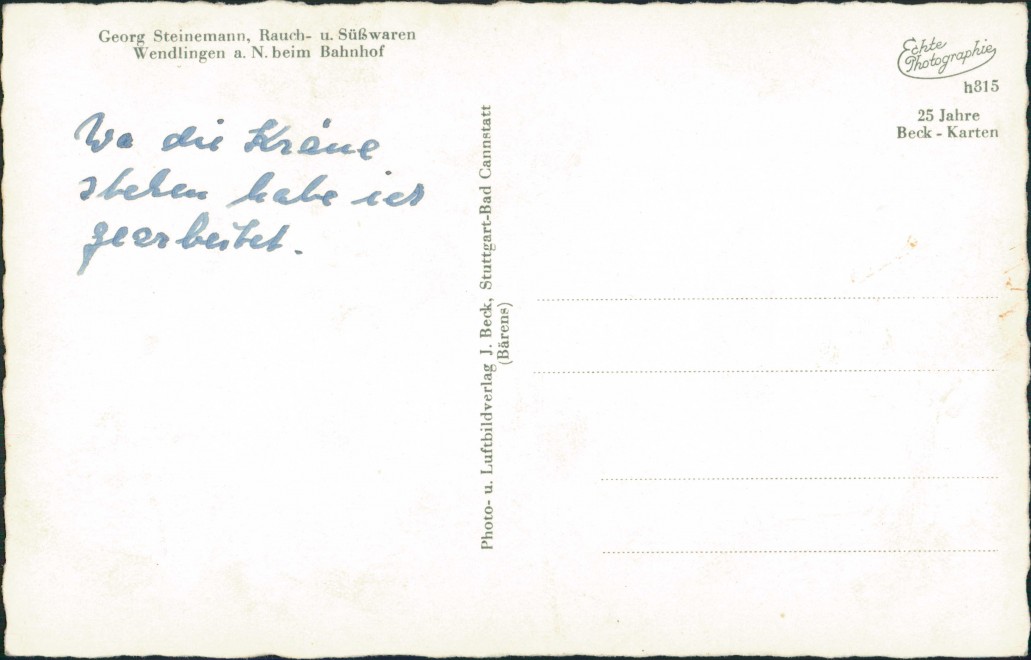 Georg Steinemann, Rauch- u. Süßwaren
Wendlingen a. N. beim Bahnhof
Wo die Kräne
stehen habe ich
gearbeitet.
Photo- u. Luftbildverlag J. Beck, Stuttgart-Bad Cannstatt
(Bärens)
Echte
Photographie
h815
25 Jahre
Beck - Karten